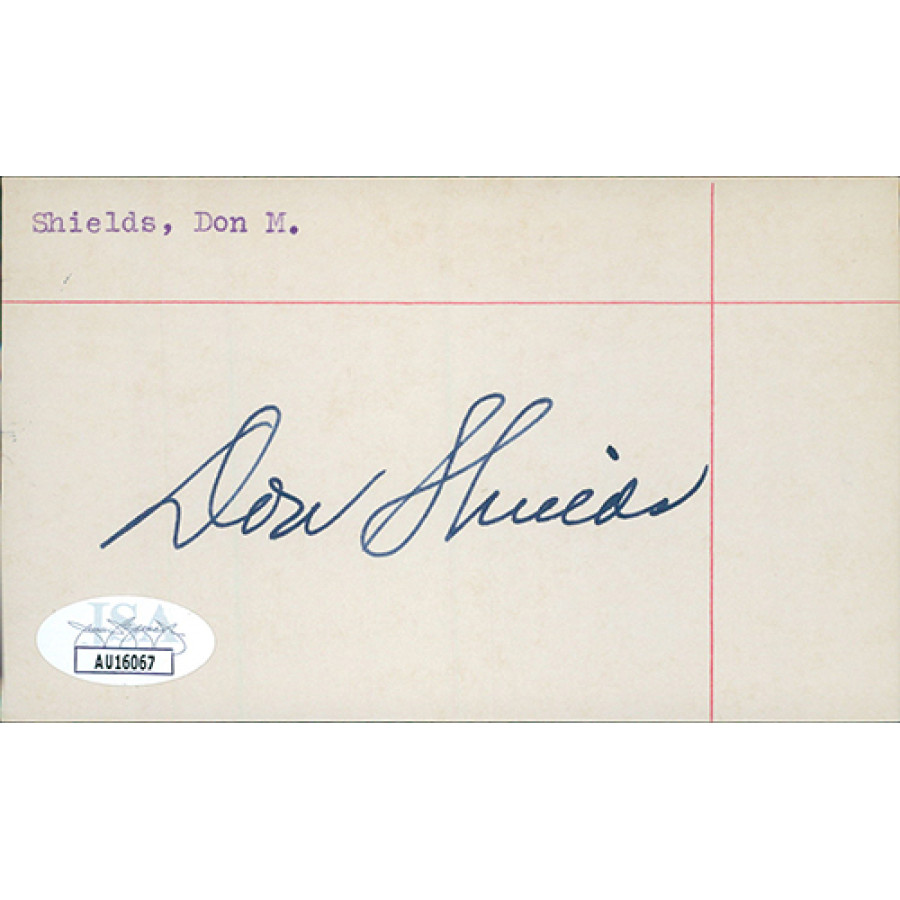 Shields, Don M.
Don Shields
JSA
AU16067